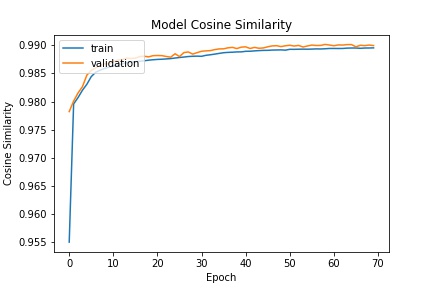 Model Cosine Similarity
train
validation
0.990
0.985
0.980
0.975
0.970
0.965
0.960
0.955
Cosine Similarity
0 10 20 30 40 50 60 70
Epoch